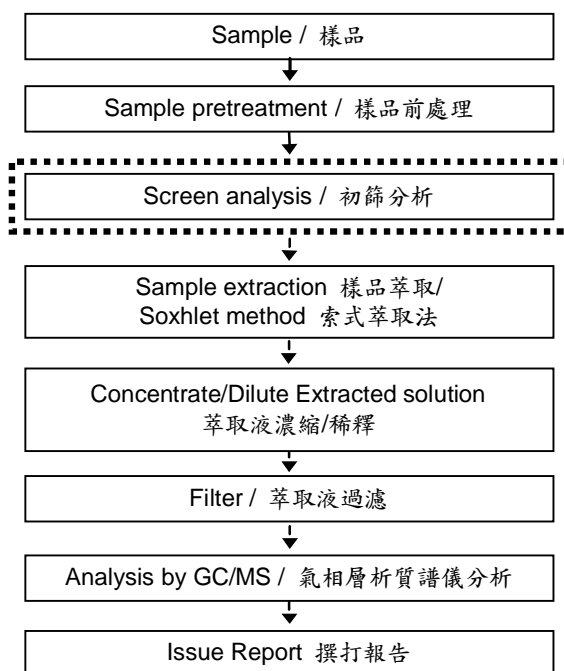 Sample / 樣品
Sample pretreatment / 樣品前處理
Screen analysis / 初篩分析
Sample extraction 樣品萃取/
Soxhlet method 索式萃取法
Concentrate/Dilute Extracted solution
萃取液濃縮/稀釋
Filter / 萃取液過濾
Analysis by GC/MS / 氣相層析質譜儀分析
Issue Report 撰打報告